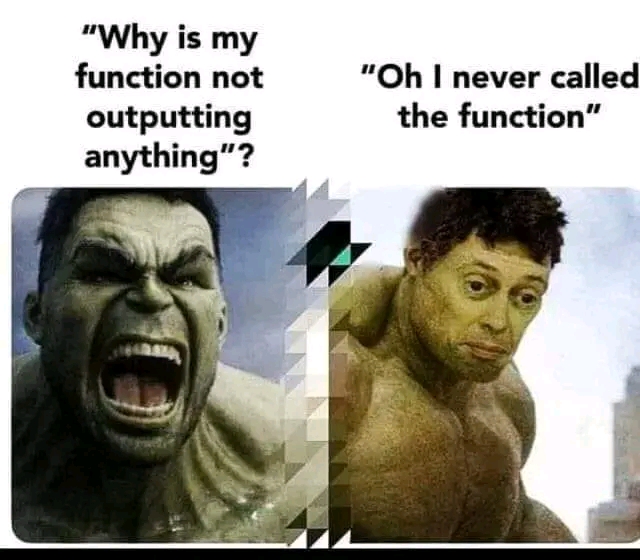 "Why is my
function not
outputting
anything"?
"Oh I never called
the function"